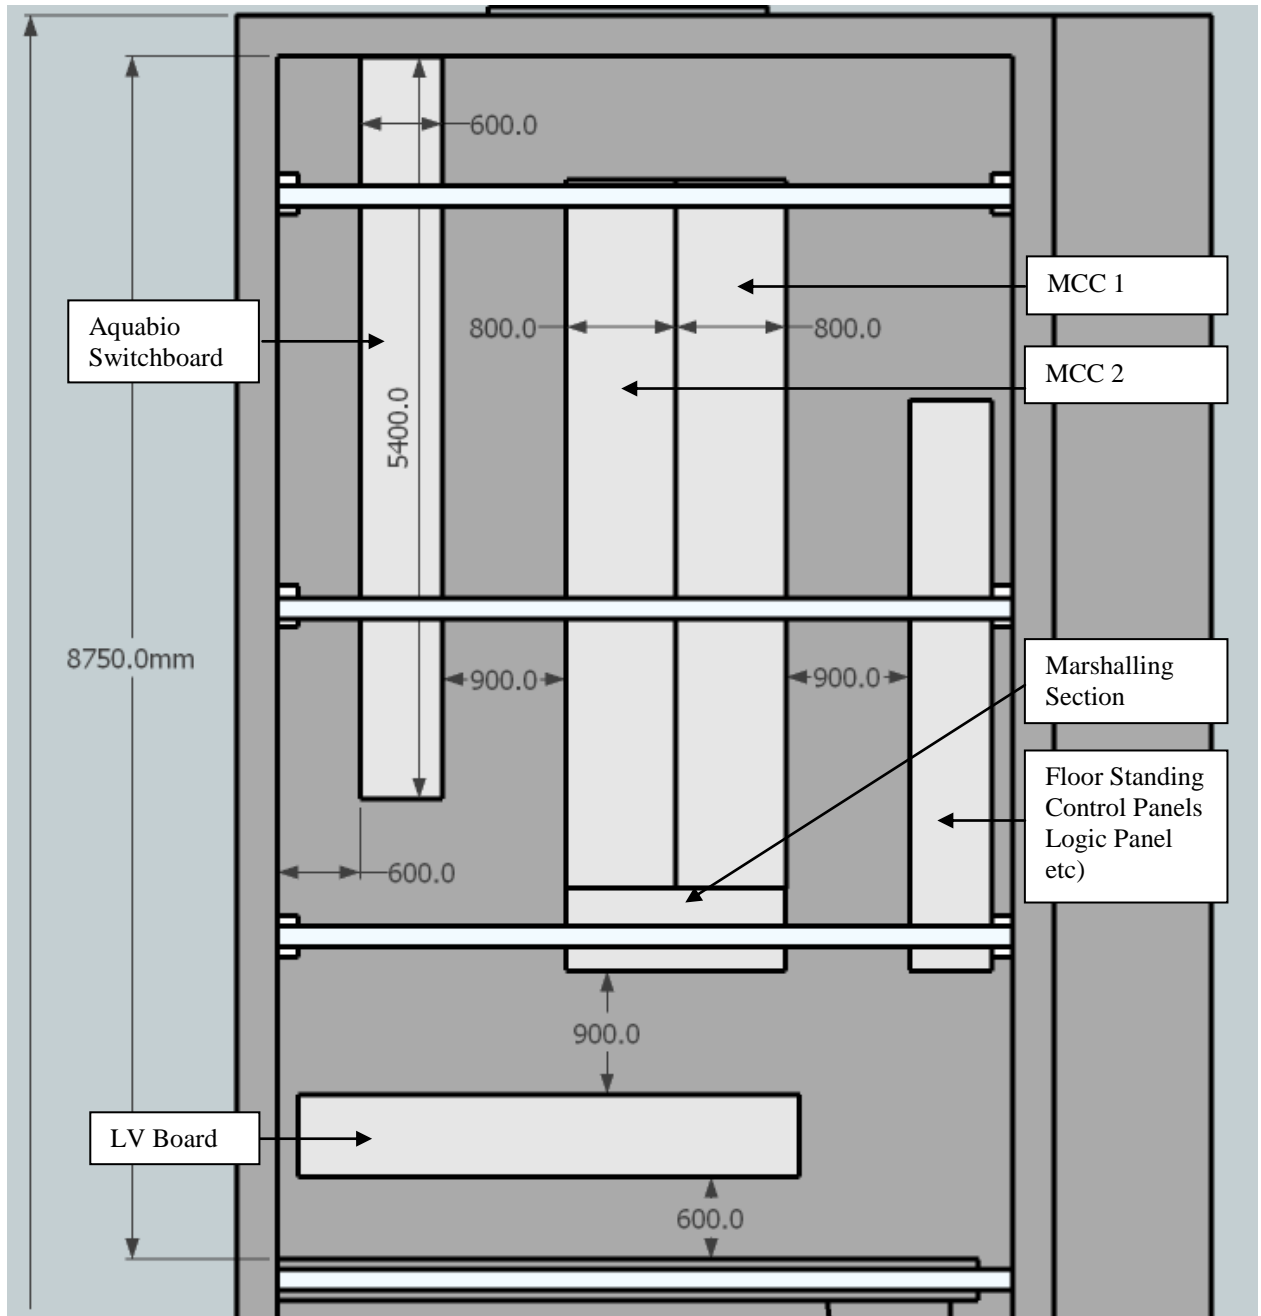 600.0
MCC 1
Aquabio
Switchboard
800.0
800.0
MCC 2
5400.0
8750.0mm
900.0
900.0
Marshalling
Section
Floor Standing
Control Panels
Logic Panel
etc)
600.0
900.0
LV Board
600.0